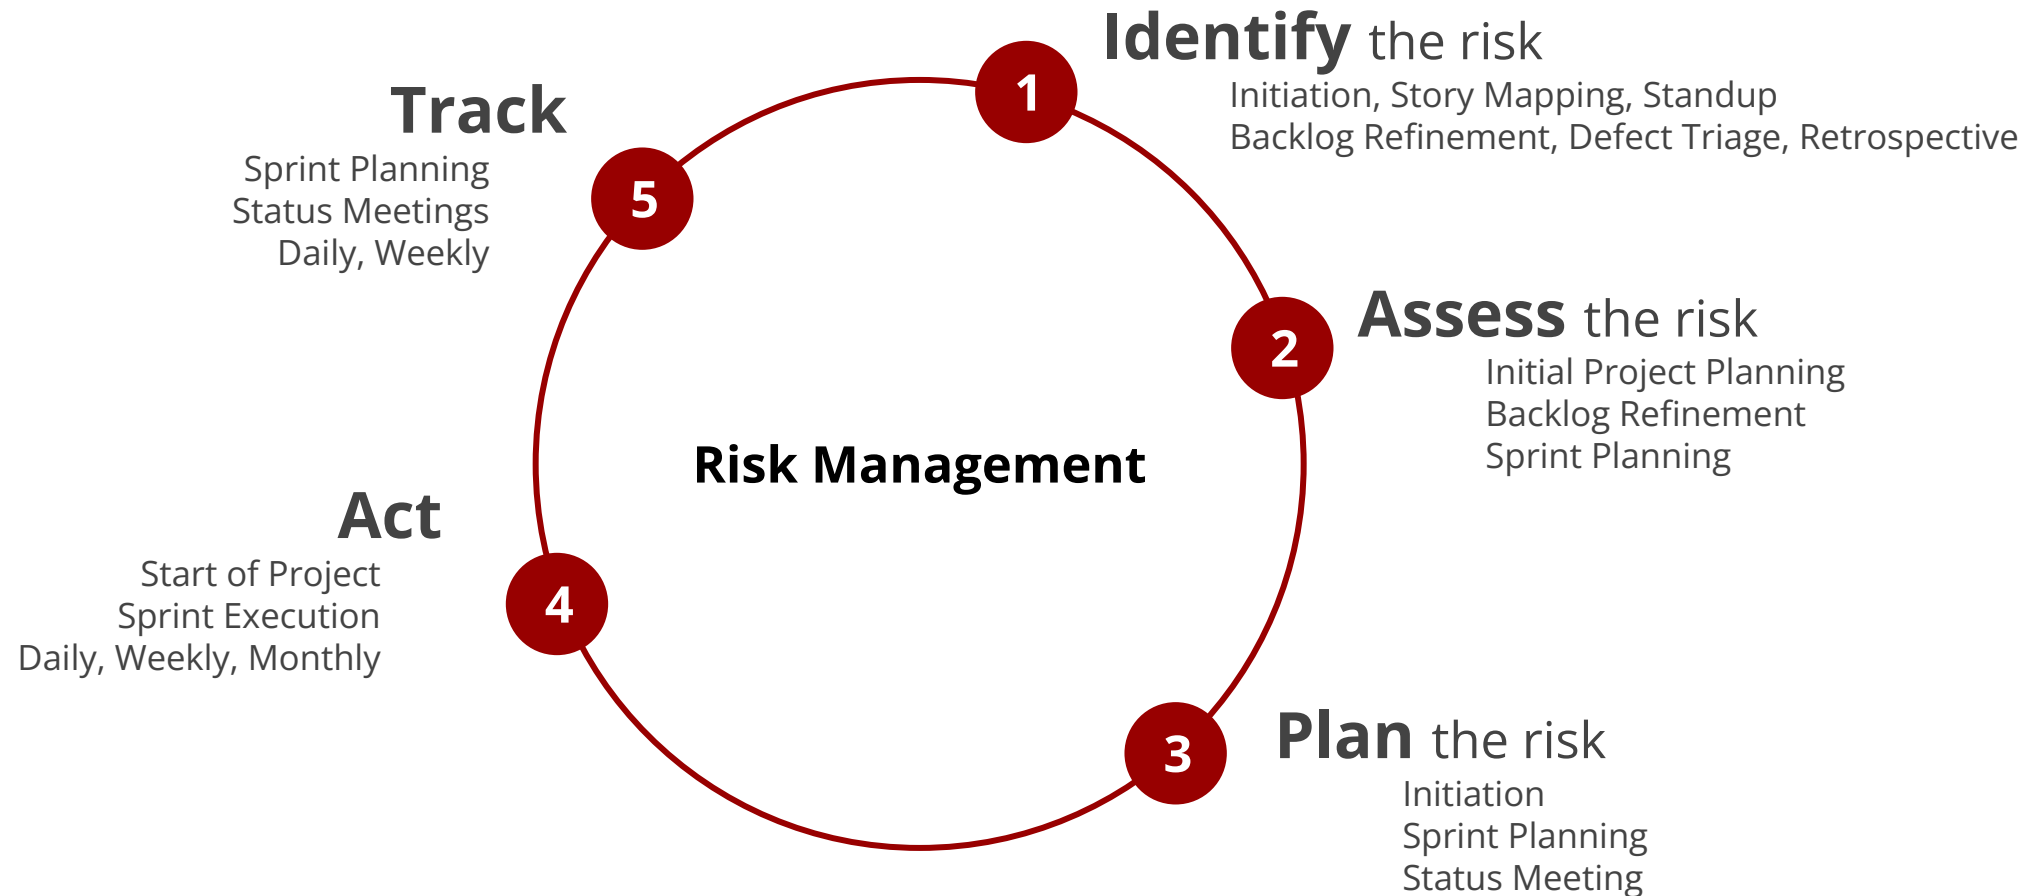 Risk Management
1
Identify the risk
Initiation, Story Mapping, Standup
Backlog Refinement, Defect Triage, Retrospective
2
Assess the risk
Initial Project Planning
Backlog Refinement
Sprint Planning
3
Plan the risk
Initiation
Sprint Planning
Status Meeting
4
Act
Start of Project
Sprint Execution
Daily, Weekly, Monthly
5
Track
Sprint Planning
Status Meetings
Daily, Weekly